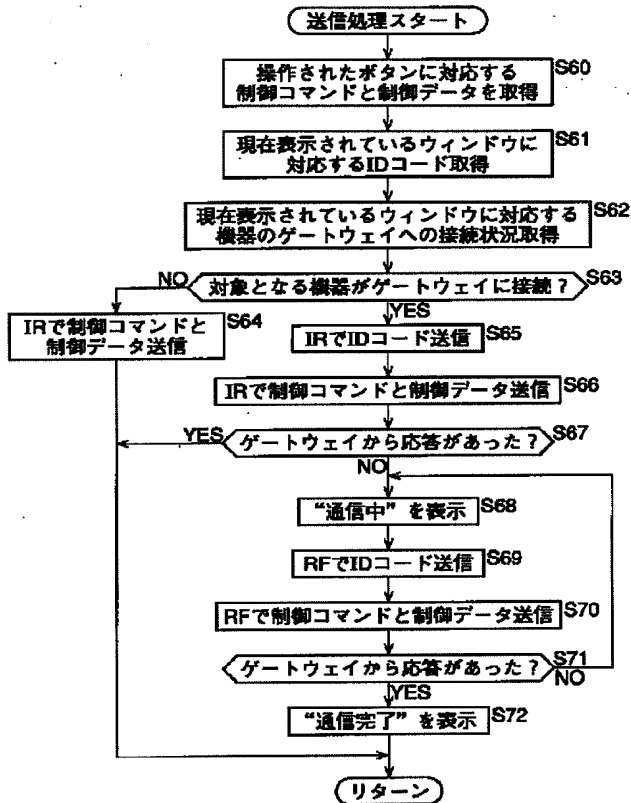 送信処理スタート
S60
操作されたボタンに対応する
制御コマンドと制御データを取得
S61
現在表示されているウィンドウに
対応するIDコード取得
S62
現在表示されているウィンドウに対応する
機器のゲートウェイへの接続状況取得
NO
対象となる機器がゲートウェイに接続?
S63
YES
IRで制御コマンドと
制御データ送信
S64
IRでIDコード送信
S65
IRで制御コマンドと制御データ送信
S66
YES
ゲートウェイから応答があった?
S67
NO
“通信中”を表示
S68
RFでIDコード送信
S69
RFで制御コマンドと制御データ送信
S70
ゲートウェイから応答があった?
S71
NO
YES
“通信完了”を表示
S72
リターン